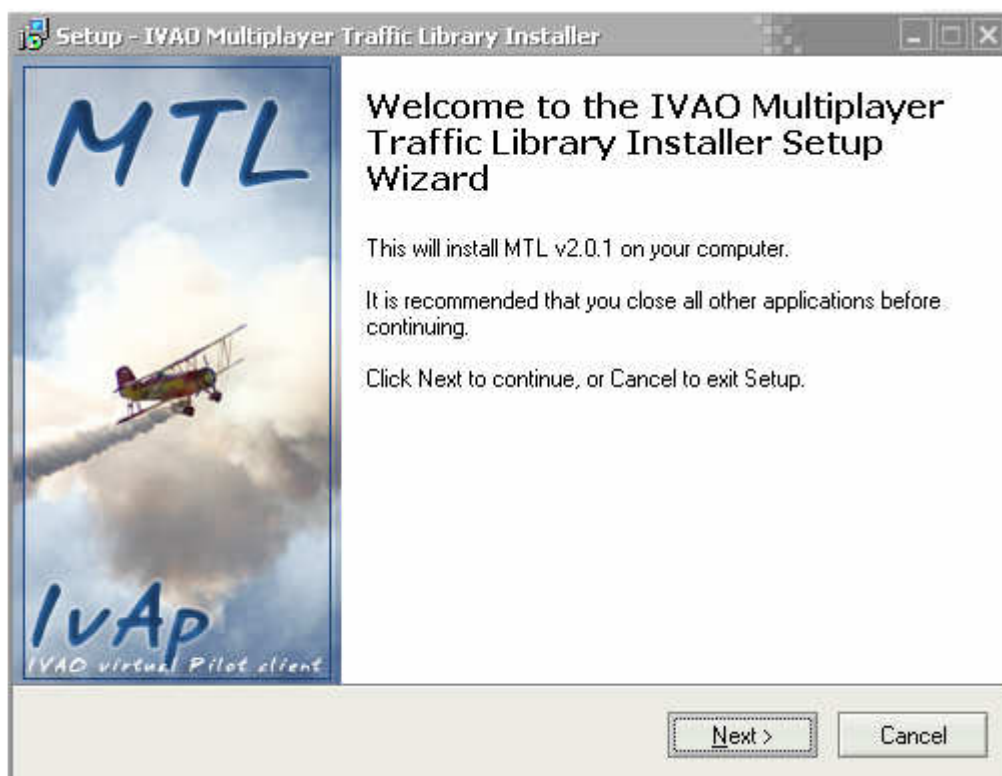 Setup - IVAO Multiplayer Traffic Library Installer
MTL
Welcome to the IVAO Multiplayer
Traffic Library Installer Setup
Wizard
This will install MTL v2.0.1 on your computer.
It is recommended that you close all other applications before
continuing.
Click Next to continue, or Cancel to exit Setup.
IvAp
IVAO virtual Pilot client
Next >
Cancel